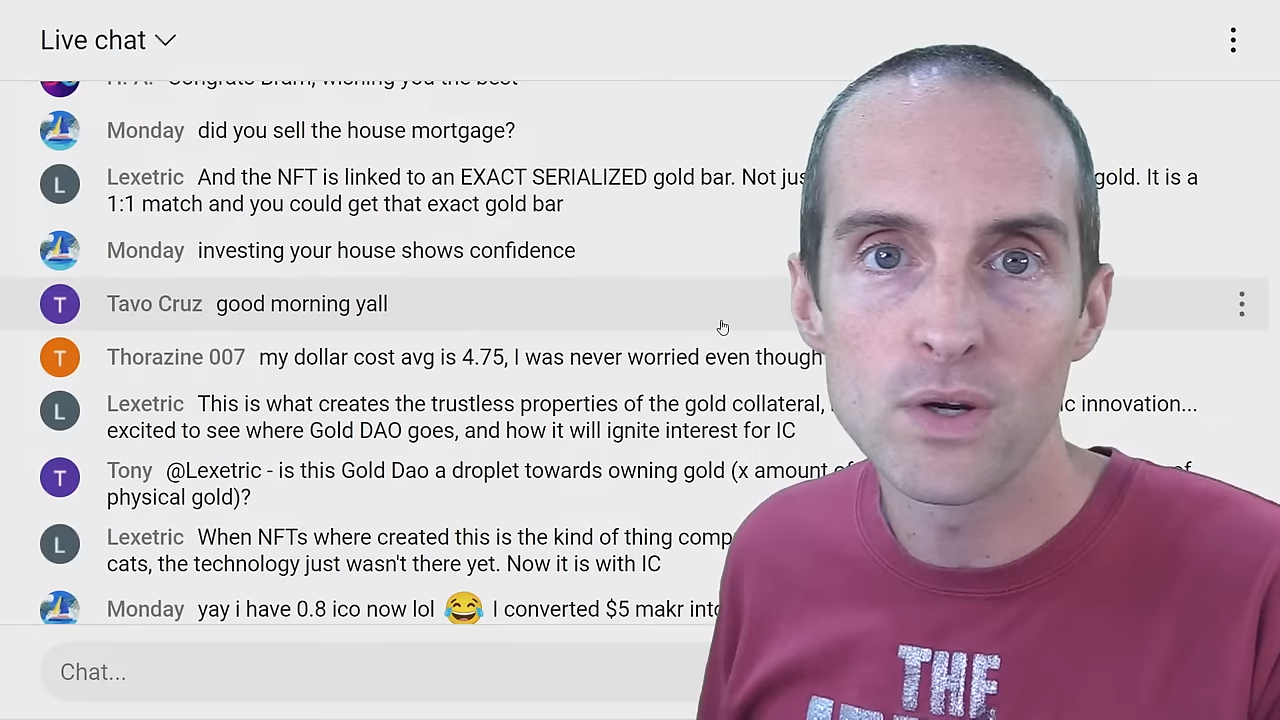 Live chat
H. A. Congrats Bram, wishing you the best
Monday did you sell the house mortgage?
L Lexetric And the NFT is linked to an EXACT SERIALIZED gold bar. Not gold. It is a
1:1 match and you could get that exact gold bar
Monday investing your house shows confidence
T Tavo Cruz good morning yall
T Thorazine 007 my dollar cost avg is 4.75, I was never worried even though
L Lexetric This is what creates the trustless properties of the gold collateral, innovation...
excited to see where Gold DAO goes, and how it will ignite interest for IC
T Tony @Lexetric - is this Gold Dao a droplet towards owning gold (x amount of
physical gold)?
L Lexetric When NFTs where created this is the kind of thing
cats, the technology just wasn't there yet. Now it is with IC
Monday yay i have 0.8 ico now lol 😂 I converted $5 makr
Chat...
THE